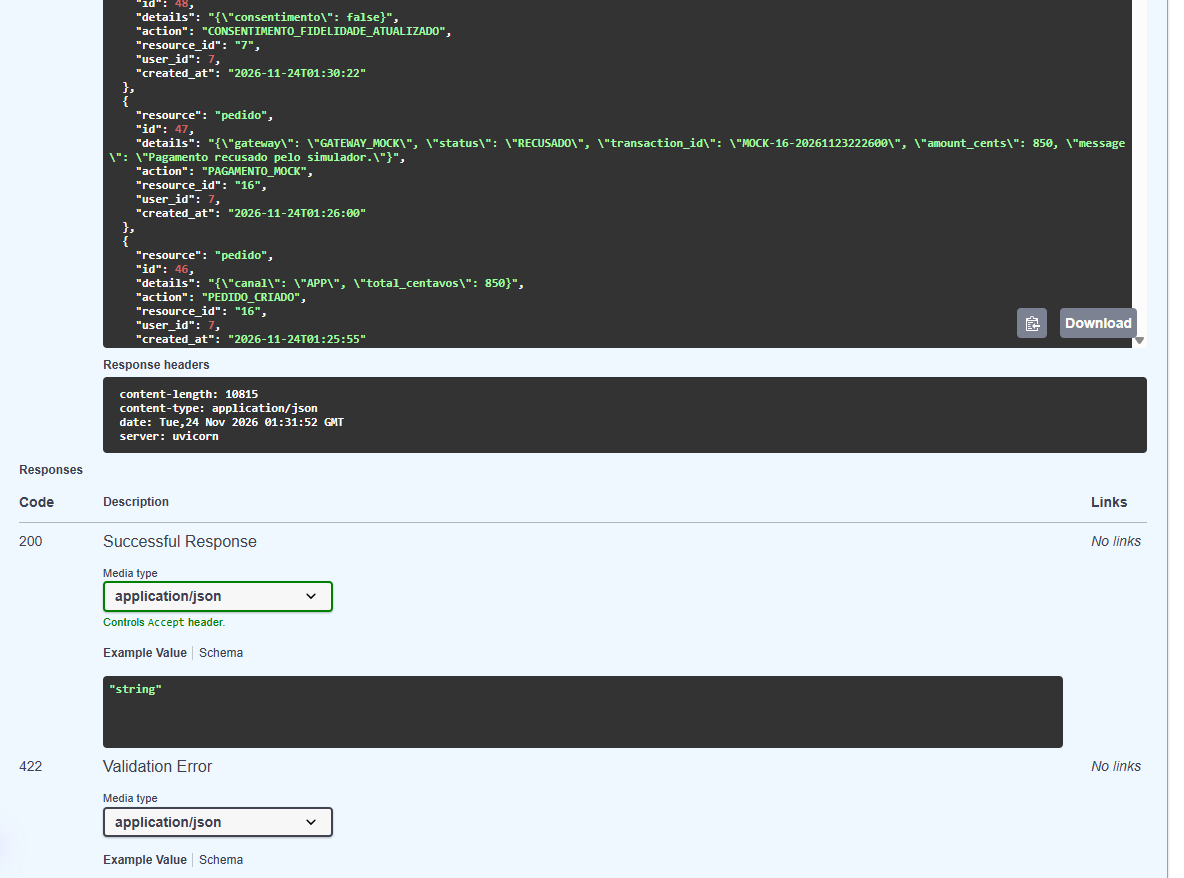 "id": 48,
"details": "{\"consentimento\": false}",
"action": "CONSENTIMENTO_FIDELIDADE_ATUALIZADO",
"resource_id": "7",
"user_id": 7,
"created_at": "2026-11-24T01:30:22"
},
{
"resource": "pedido",
"id": 47,
"details": "{\"gateway\": \"GATEWAY_MOCK\", \"status\": \"RECUSADO\", \"transaction_id\": \"MOCK-16-20261123222600\", \"amount_cents\": 850, \"message
\": \"Pagamento recusado pelo simulador.\"}",
"action": "PAGAMENTO_MOCK",
"resource_id": "16",
"user_id": 7,
"created_at": "2026-11-24T01:26:00"
},
{
"resource": "pedido",
"id": 46,
"details": "{\"canal\": \"APP\", \"total_centavos\": 850}",
"action": "PEDIDO_CRIADO",
"resource_id": "16",
"user_id": 7,
"created_at": "2026-11-24T01:25:55"
Download
Response headers
content-length: 10815
content-type: application/json
date: Tue,24 Nov 2026 01:31:52 GMT
server: uvicorn
Responses
Code Description Links
200 Successful Response No links
Media type
application/json
Controls Accept header.
Example Value Schema
"string"
422 Validation Error No links
Media type
application/json
Example Value Schema